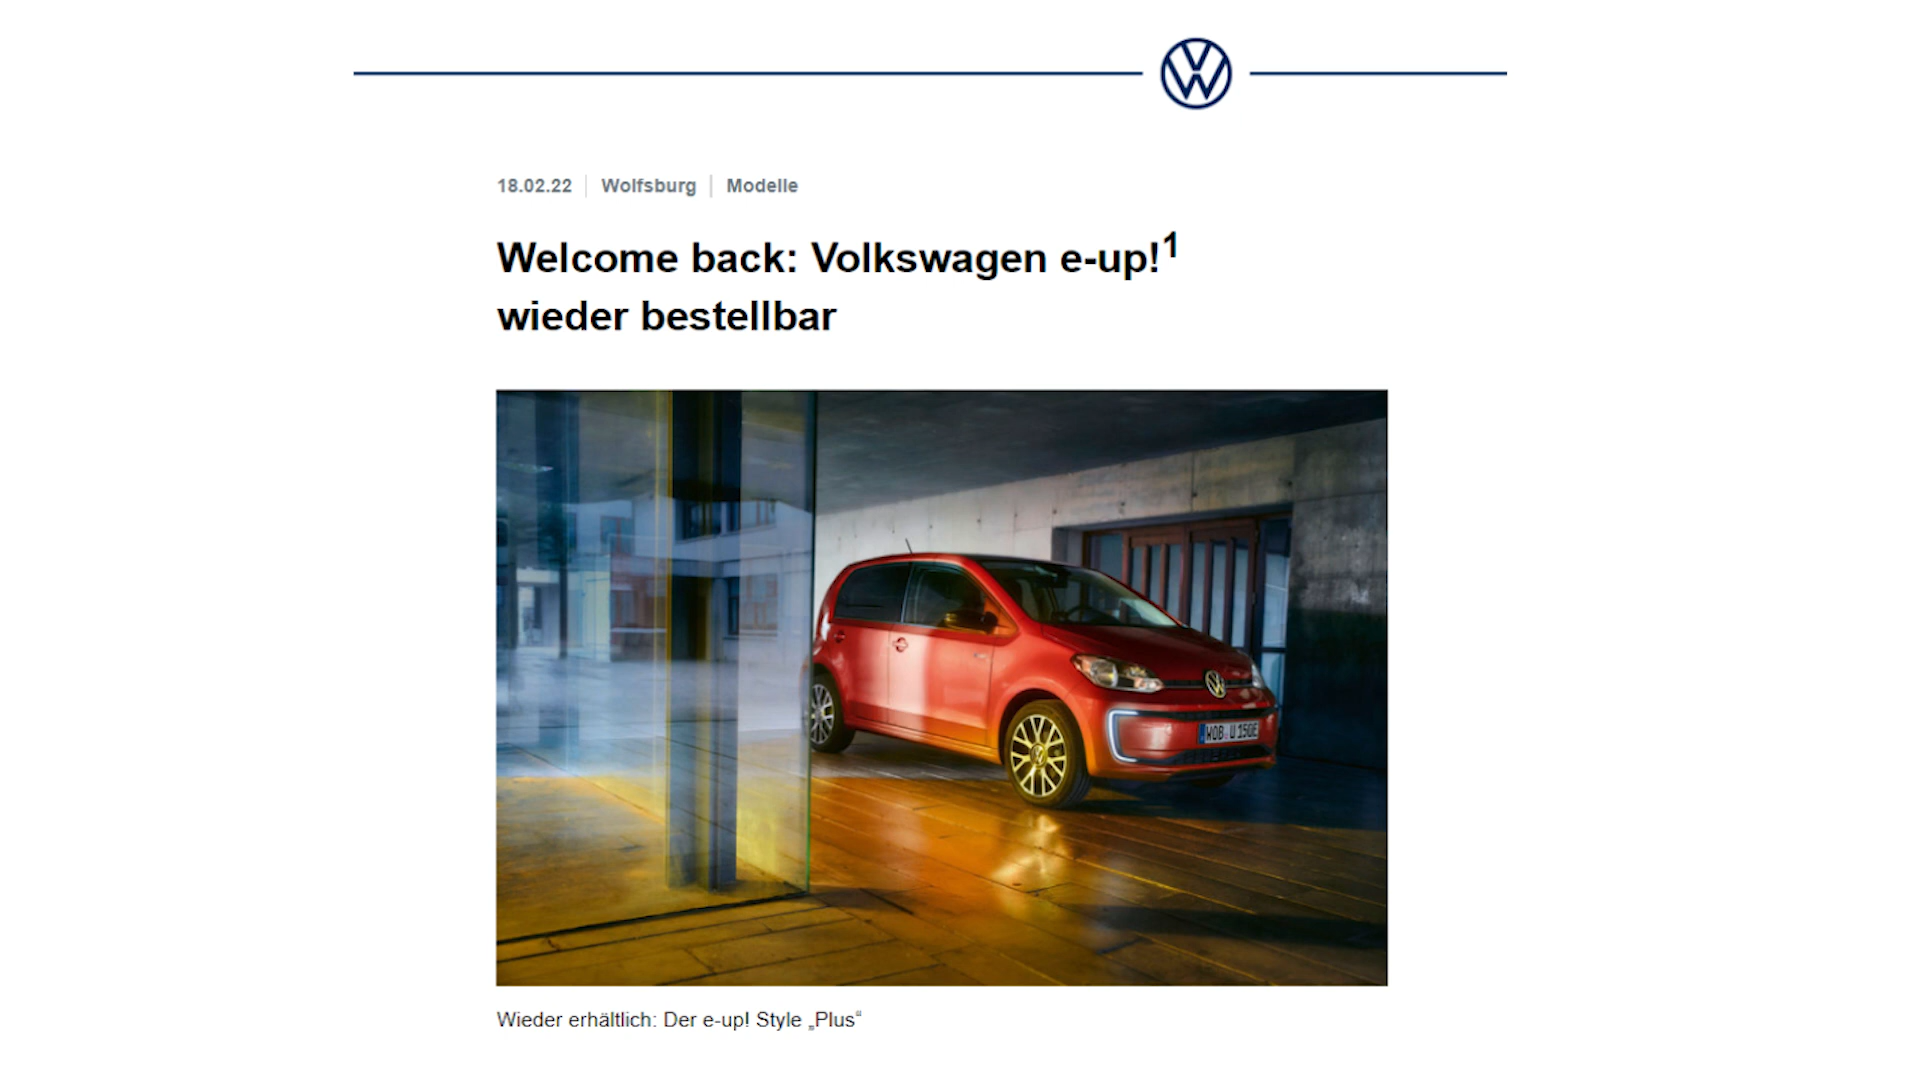 18.02.22 | Wolfsburg | Modelle
Welcome back: Volkswagen e-up!¹
wieder bestellbar
WOB U 150E
Wieder erhältlich: Der e-up! Style „Plus“